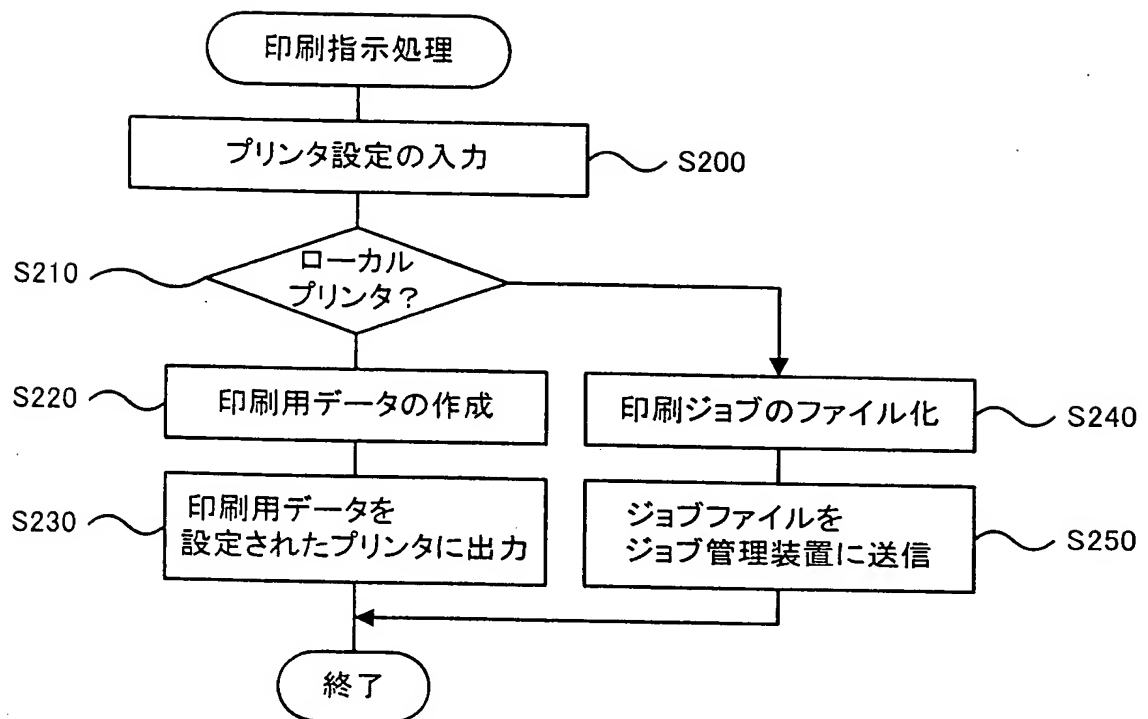 印刷指示処理
プリンタ設定の入力
S200
ローカル
プリンタ?
S210
印刷用データの作成
S220
印刷ジョブのファイル化
S240
印刷用データを
設定されたプリンタに出力
S230
ジョブファイルを
ジョブ管理装置に送信
S250
終了